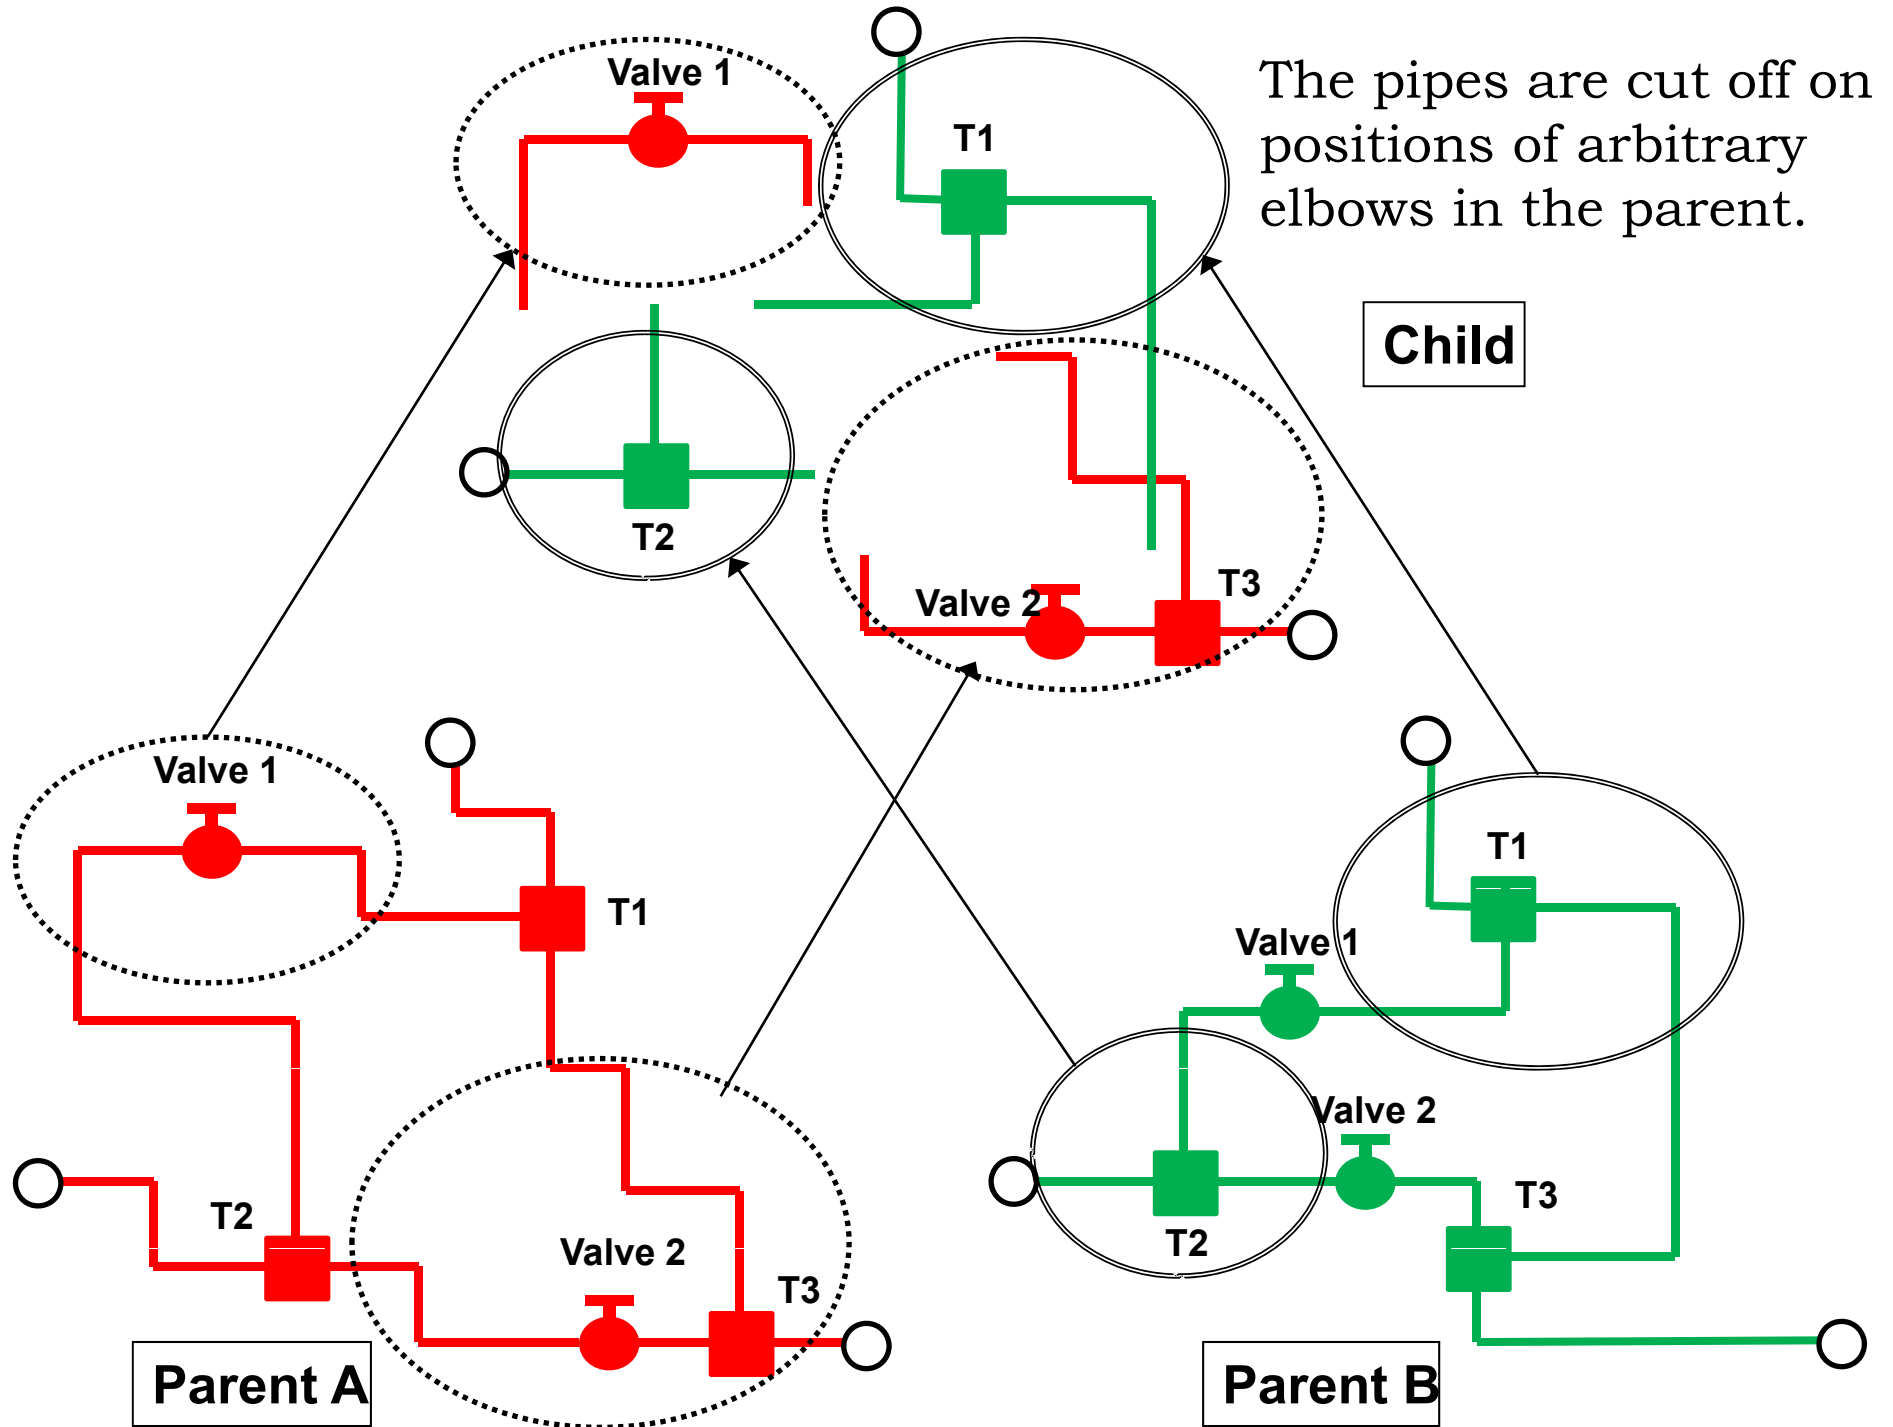 Valve 1
T1
The pipes are cut off on
positions of arbitrary
elbows in the parent.
Child
T2
Valve 2
T3
Valve 1
T1
T2
Valve 2
T3
Parent A
T1
Valve 1
Valve 2
T2
T3
Parent B